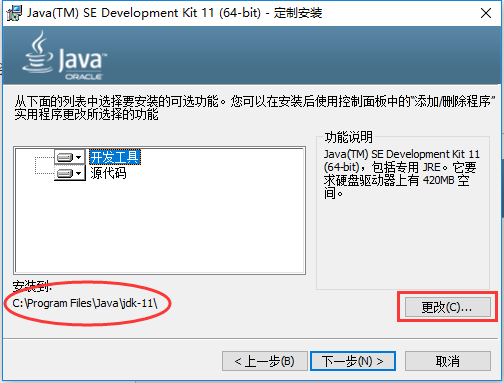 Java(TM) SE Development Kit 11 (64-bit) - 定制安装
Java
ORACLE
从下面的列表中选择要安装的可选功能。您可以在安装后使用控制面板中的“添加/删除程序”
实用程序更改所选择的功能
开发工具
源代码
功能说明
Java(TM) SE Development Kit 11
(64-bit)，包括专用 JRE。它要
求硬盘驱动器上有 420MB 空
间。
安装到:
C:\Program Files\Java\jdk-11\
更改(C)...
< 上一步(B)
下一步(N) >
取消